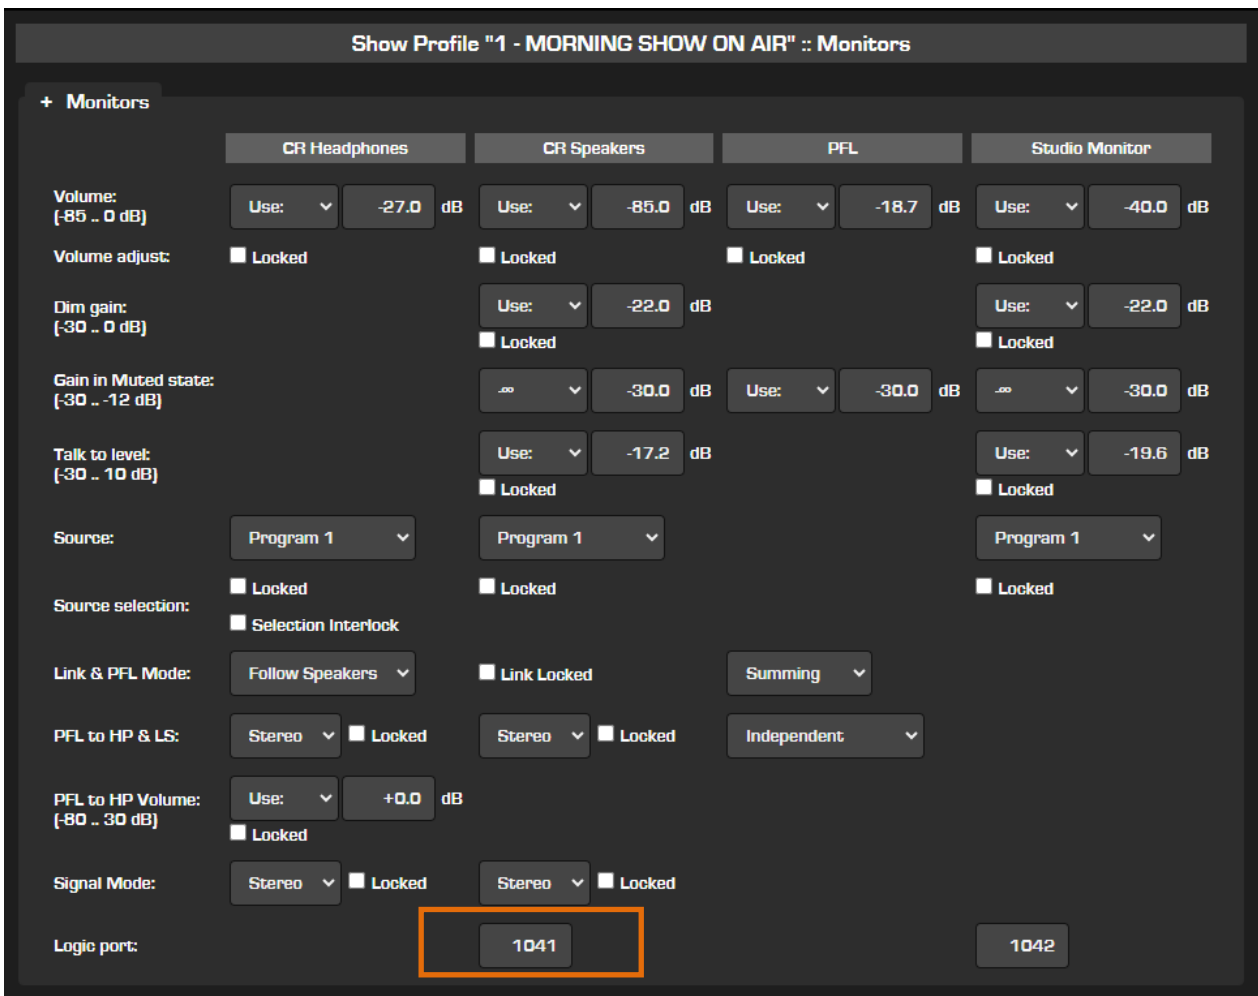 Show Profile "1 - MORNING SHOW ON AIR" :: Monitors
+ Monitors
CR Headphones CR Speakers PFL Studio Monitor
Volume:
(-85 .. 0 dB)
Use: -27.0 dB Use: -85.0 dB Use: -18.7 dB Use: -40.0 dB
Volume adjust: Locked Locked Locked Locked
Dim gain:
(-30 .. 0 dB)
Use: -22.0 dB Use: -22.0 dB
Locked Locked
Gain in Muted state:
(-30 .. -12 dB)
-∞ -30.0 dB Use: -30.0 dB -∞ -30.0 dB
Talk to level:
(-30 .. 10 dB)
Use: -17.2 dB Use: -19.6 dB
Locked Locked
Source: Program 1 Program 1 Program 1
Source selection:
Locked Locked Locked
Selection Interlock
Link & PFL Mode: Follow Speakers Link Locked Summing
PFL to HP & LS: Stereo Locked Stereo Locked Independent
PFL to HP Volume:
(-80 .. 30 dB)
Use: +0.0 dB
Locked
Signal Mode: Stereo Locked Stereo Locked
Logic port: 1041 1042